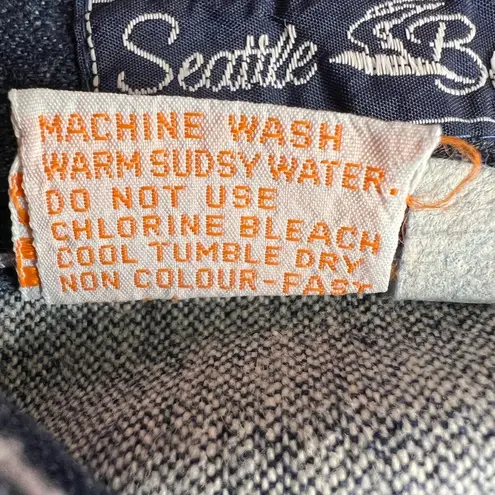 Seattle B
MACHINE WASH
WARM SUDSY WATER.
DO NOT USE
CHLORINE BLEACH
COOL TUMBLE DRY
NON COLOUR-FAST